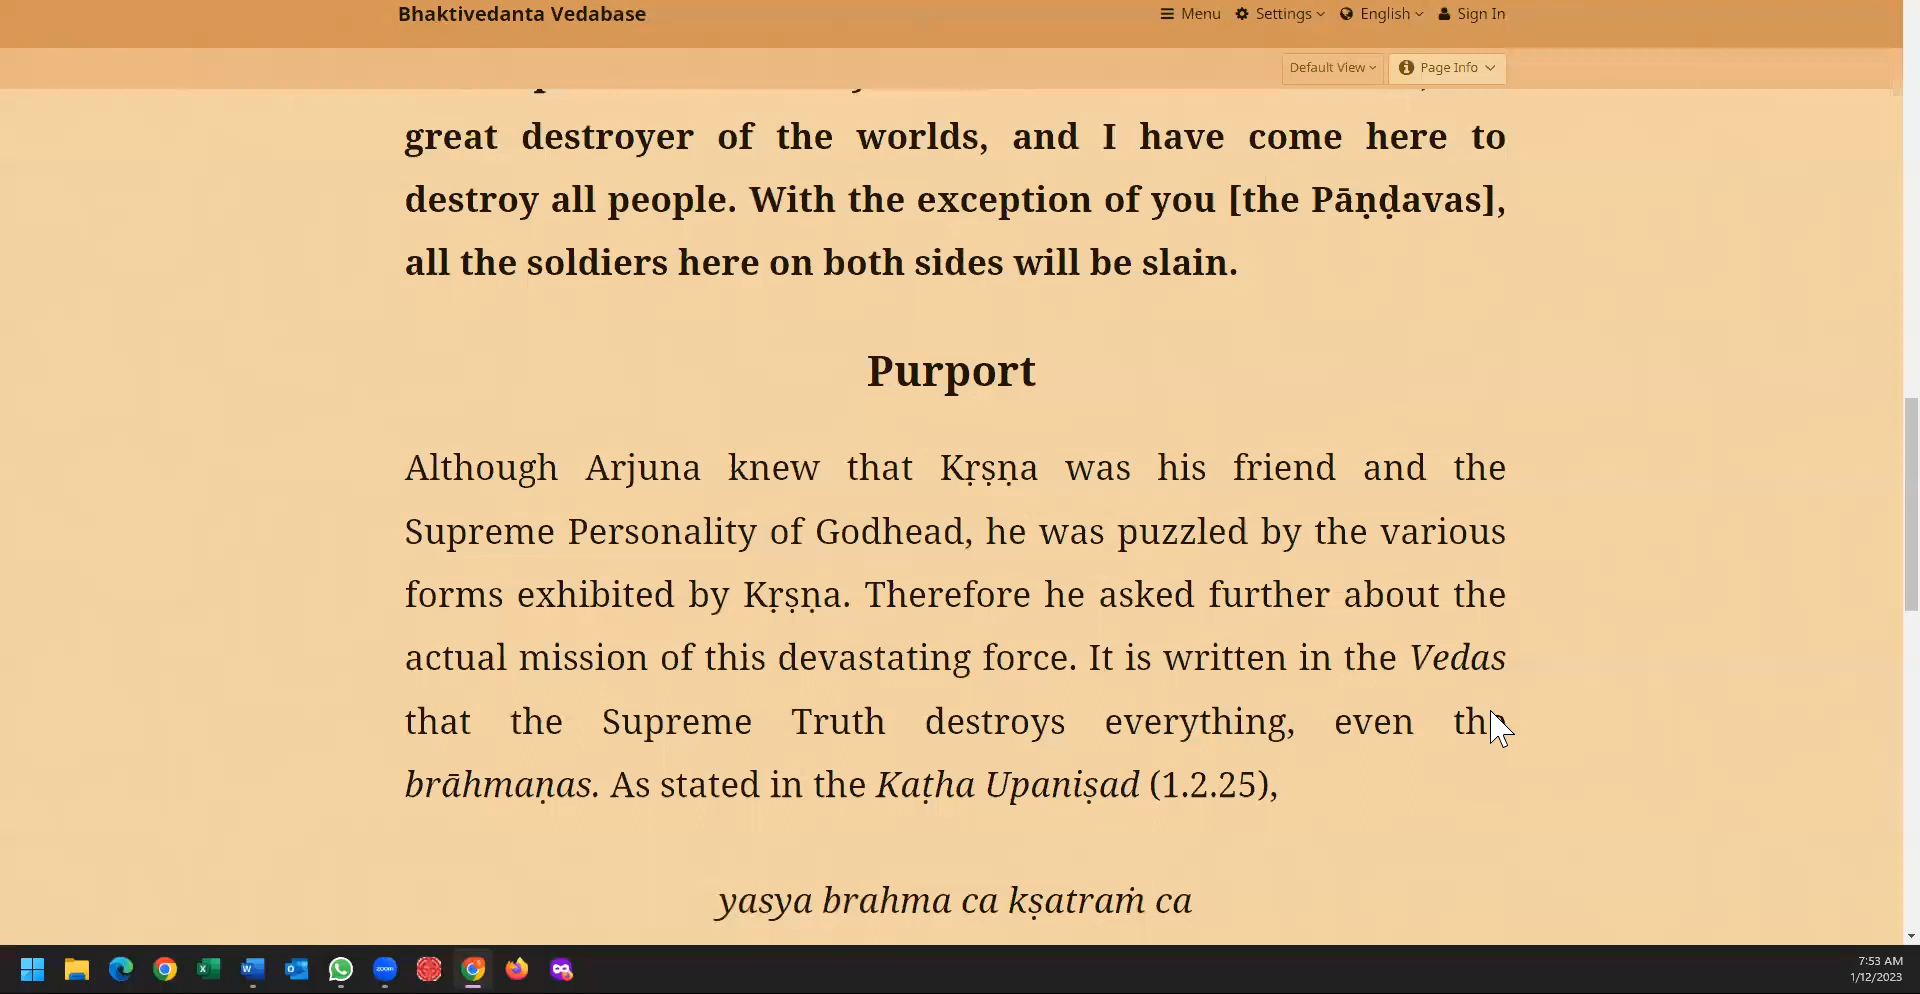 Bhaktivedanta Vedabase
Menu Settings English Sign In
Default View Page Info
great destroyer of the worlds, and I have come here to
destroy all people. With the exception of you [the Pāṇḍavas],
all the soldiers here on both sides will be slain.
Purport
Although Arjuna knew that Kṛṣṇa was his friend and the
Supreme Personality of Godhead, he was puzzled by the various
forms exhibited by Kṛṣṇa. Therefore he asked further about the
actual mission of this devastating force. It is written in the Vedas
that the Supreme Truth destroys everything, even the
brāhmaṇas. As stated in the Kaṭha Upaniṣad (1.2.25),
yasya brahma ca kṣatraṁ ca
7:53 AM
1/12/2023